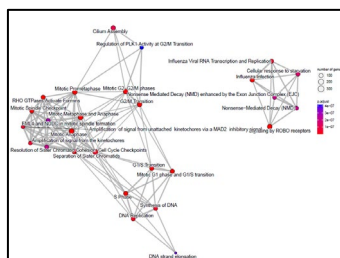 Cilium Assembly
Regulation of PLK1 Activity at G2/M Transition
Influenza Viral RNA Transcription and Replication
Cellular response to starvation
Influenza Infection
Mitotic Prometaphase
Mitotic G2-G2/M phases
Nonsense Mediated Decay (NMD) enhanced by the Exon Junction Complex (EJC)
RHO GTPases Activate Formins
G2/M Transition
Nonsense-Mediated Decay (NMD)
Mitotic Spindle Checkpoint
Mitotic Metaphase and Anaphase
Mitotic Anaphase
Amplification of signal from unattached kinetochores via a MAD2 inhibitory signal
Signaling by ROBO receptors
Amplification of signal from the kinetochores
Resolution of Sister Chromatid Cohesion
Cell Cycle Checkpoints
Separation of Sister Chromatids
G1/S Transition
Mitotic G1 phase and G1/S transition
S Phase
Synthesis of DNA
DNA Replication
DNA strand elongation
number of genes
p.adjust